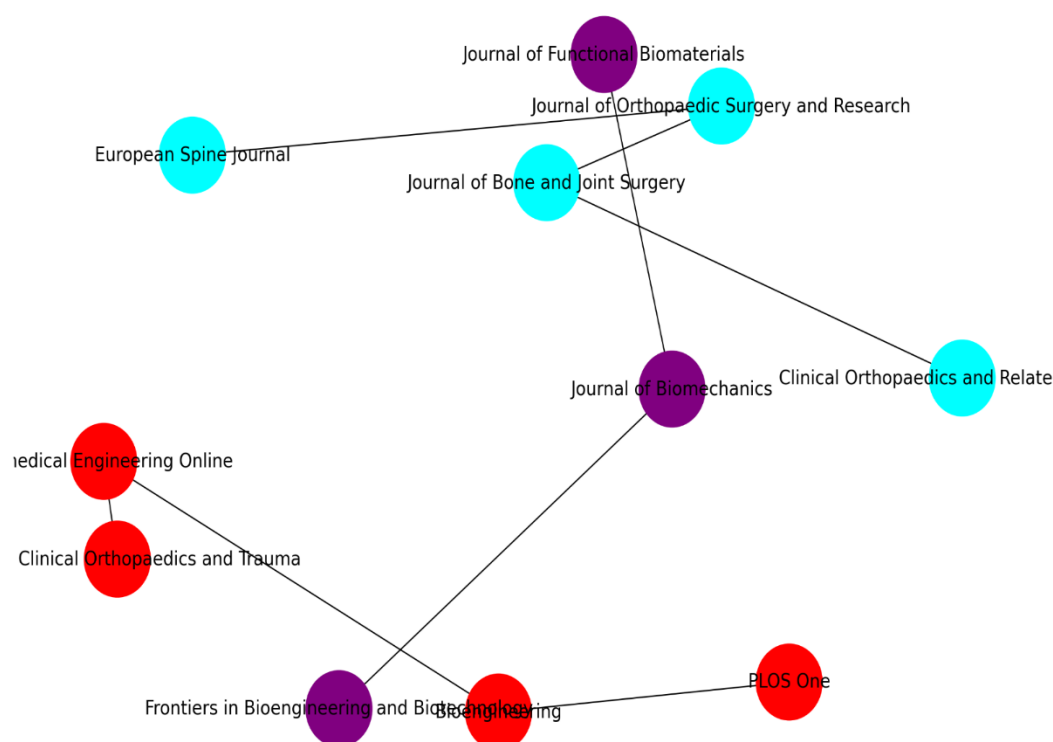 Journal of Functional Biomaterials
Journal of Orthopaedic Surgery and Research
European Spine Journal
Journal of Bone and Joint Surgery
Clinical Orthopaedics and Relate
Journal of Biomechanics
Engineering Online
Clinical Orthopaedics and Trauma
PLOS One
Frontiers in Bioengineering and Biotechnology
Bioengineering